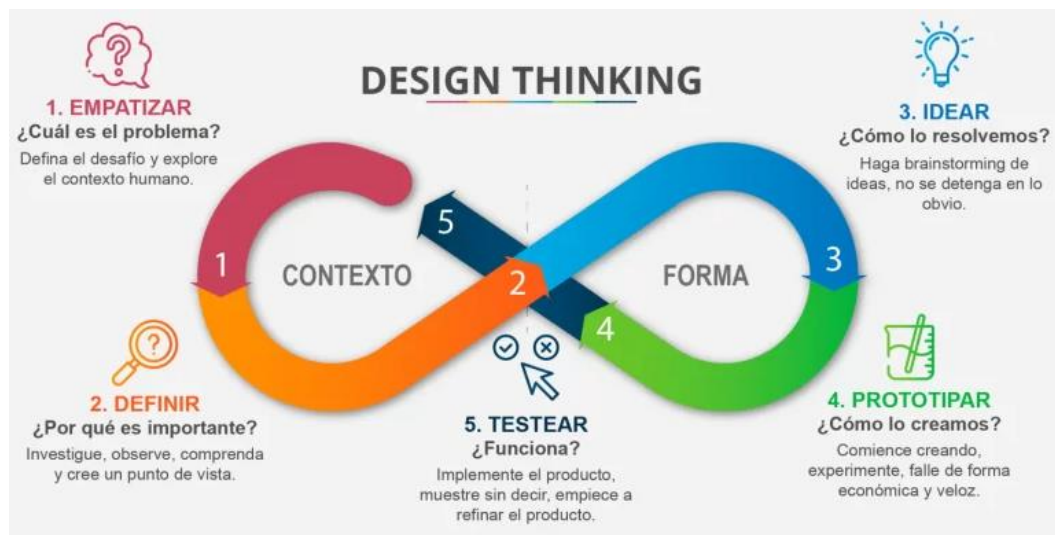 DESIGN THINKING
1. EMPATIZAR
¿Cuál es el problema?
Defina el desafío y explore
el contexto humano.
3. IDEAR
¿Cómo lo resolvemos?
Haga brainstorming de
ideas, no se detenga en lo
obvio.
1
CONTEXTO
5
2
FORMA
3
4
2. DEFINIR
¿Por qué es importante?
Investigue, observe, comprenda
y cree un punto de vista.
5. TESTEAR
¿Funciona?
Implemente el producto,
muestre sin decir, empiece a
refinar el producto.
4. PROTOTIPAR
¿Cómo lo creamos?
Comience creando,
experimente, falle de forma
económica y veloz.